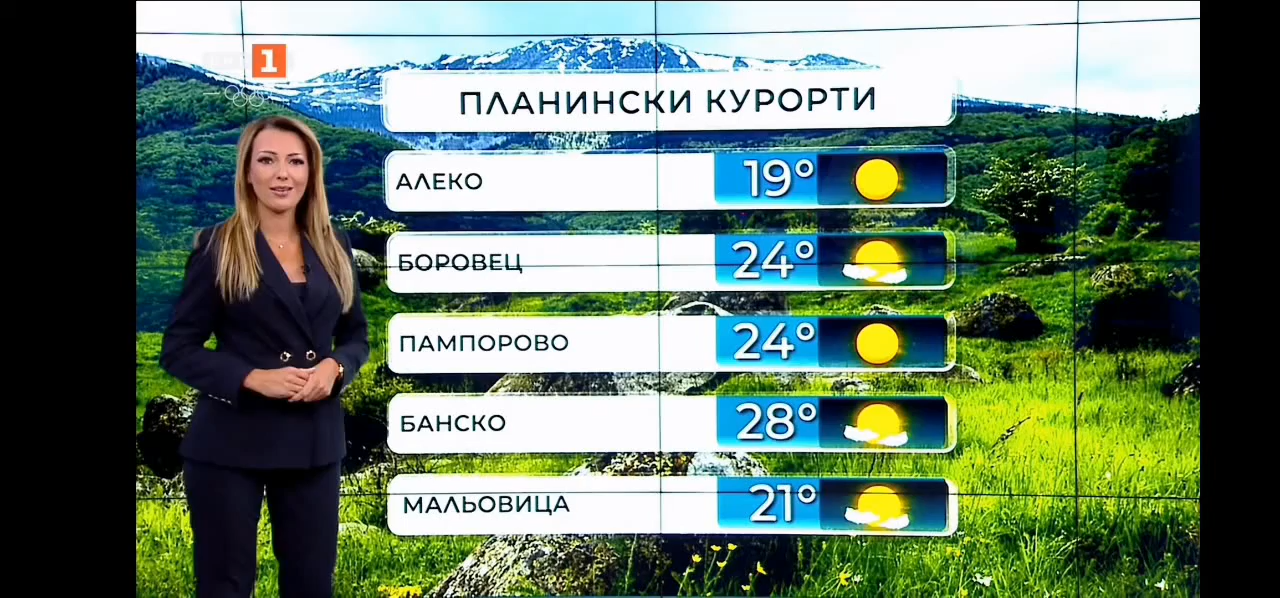 1
ПЛАНИНСКИ КУРОРТИ
АЛЕКО 19°
БОРОВЕЦ 24°
ПАМПОРОВО 24°
БАНСКО 28°
МАЛЬОВИЦА 21°